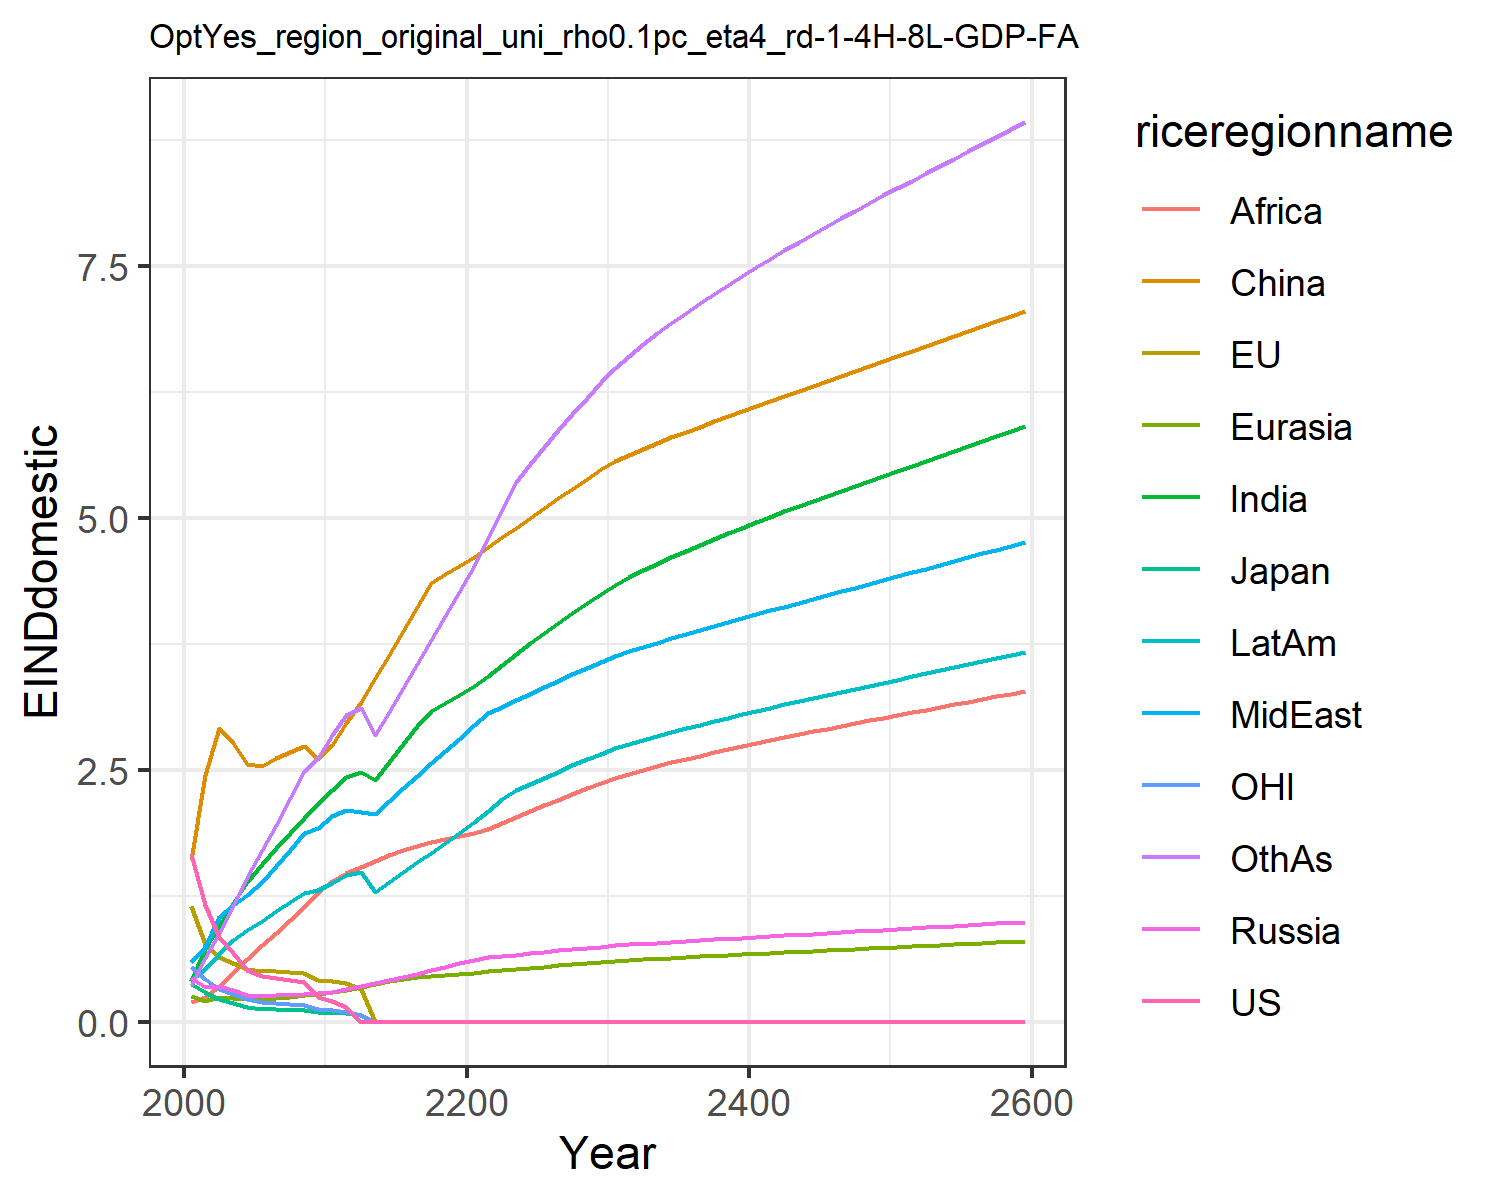 OptYes_region_original_uni_rho0.1pc_eta4_rd-1-4H-8L-GDP-FA
EINDdomestic
7.5
5.0
2.5
0.0
2000
2200
2400
2600
Year
riceregionname
Africa
China
EU
Eurasia
India
Japan
LatAm
MidEast
OHI
OthAs
Russia
US